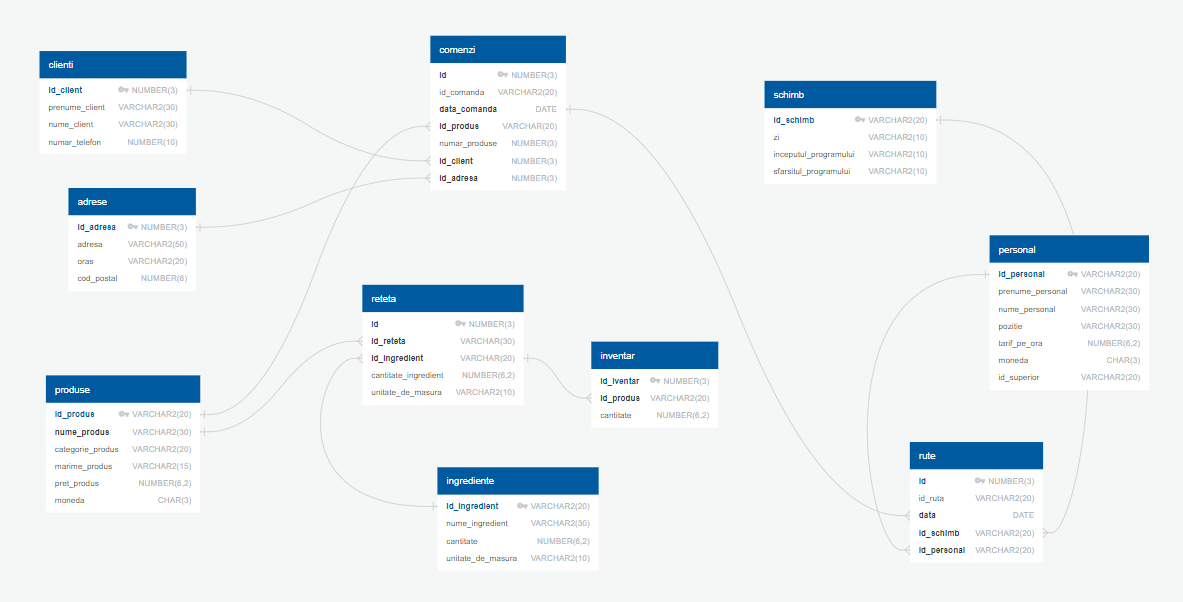 clienti
id_client NUMBER(3)
prenume_client VARCHAR2(30)
nume_client VARCHAR2(30)
numar_telefon NUMBER(10)
adrese
id_adresa NUMBER(3)
adresa VARCHAR2(50)
oras VARCHAR2(20)
cod_postal NUMBER(6)
produse
id_produs VARCHAR2(20)
nume_produs VARCHAR2(30)
categorie_produs VARCHAR2(20)
marime_produs VARCHAR2(15)
pret_produs NUMBER(6,2)
moneda CHAR(3)
comenzi
id NUMBER(3)
id_comanda VARCHAR2(20)
data_comanda DATE
id_produs VARCHAR(20)
numar_produse NUMBER(3)
id_client NUMBER(3)
id_adresa NUMBER(3)
reteta
id NUMBER(3)
id_reteta VARCHAR(30)
id_ingredient VARCHAR(20)
cantitate_ingredient NUMBER(6,2)
unitate_de_masura VARCHAR2(10)
ingrediente
id_ingredient VARCHAR2(20)
nume_ingredient VARCHAR2(30)
cantitate NUMBER(6,2)
unitate_de_masura VARCHAR2(10)
inventar
id_iventar NUMBER(3)
id_produs VARCHAR2(20)
cantitate NUMBER(6,2)
schimb
id_schimb VARCHAR2(20)
zi VARCHAR2(10)
inceputul_programului VARCHAR2(10)
sfarsitul_programului VARCHAR2(10)
personal
id_personal VARCHAR2(20)
prenume_personal VARCHAR2(30)
nume_personal VARCHAR2(30)
pozitie VARCHAR2(30)
tarif_pe_ora NUMBER(6,2)
moneda CHAR(3)
id_superior VARCHAR2(20)
rute
id NUMBER(3)
id_ruta VARCHAR2(20)
data DATE
id_schimb VARCHAR2(20)
id_personal VARCHAR2(20)